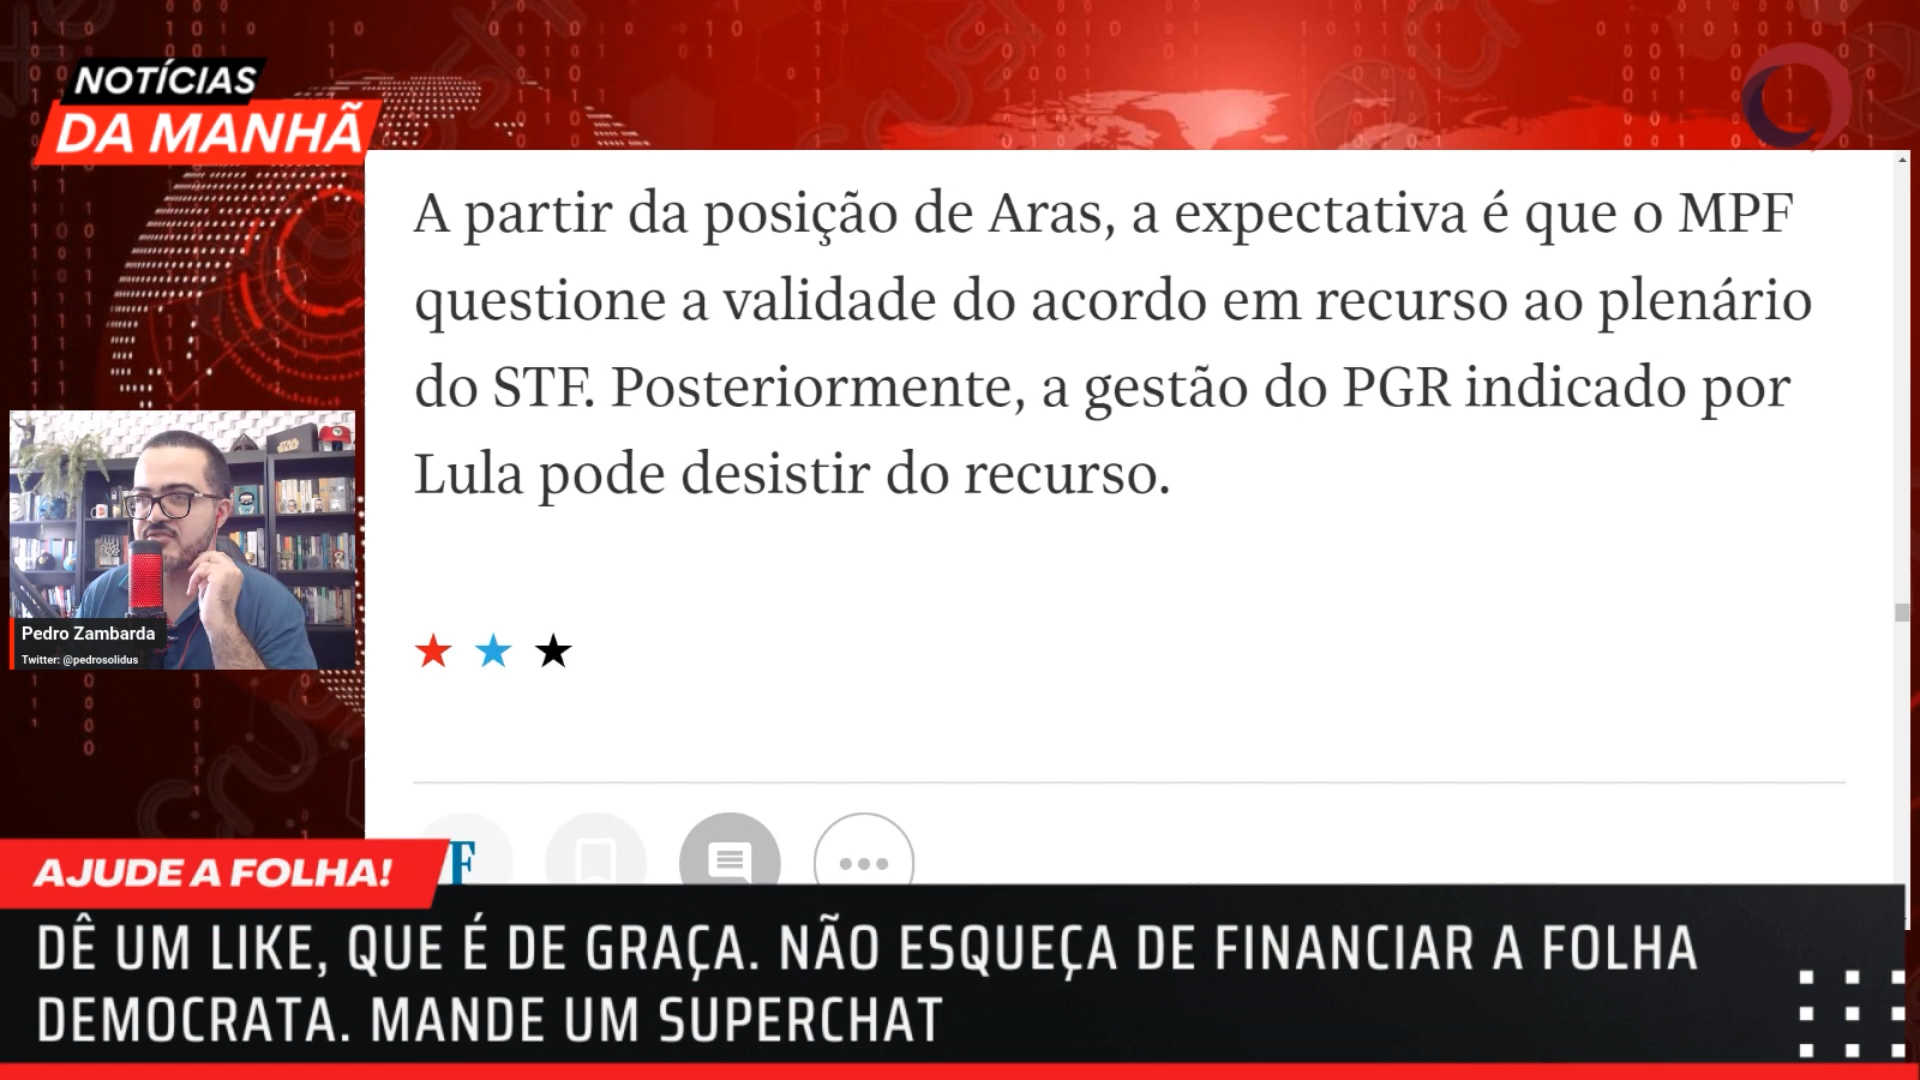 NOTÍCIAS
DA MANHÃ
A partir da posição de Aras, a expectativa é que o MPF
questione a validade do acordo em recurso ao plenário
do STF. Posteriormente, a gestão do PGR indicado por
Lula pode desistir do recurso.
Pedro Zambarda
Twitter: @pedrosolidus
F
AJUDE A FOLHA!
DÊ UM LIKE, QUE É DE GRAÇA. NÃO ESQUEÇA DE FINANCIAR A FOLHA
DEMOCRATA. MANDE UM SUPERCHAT